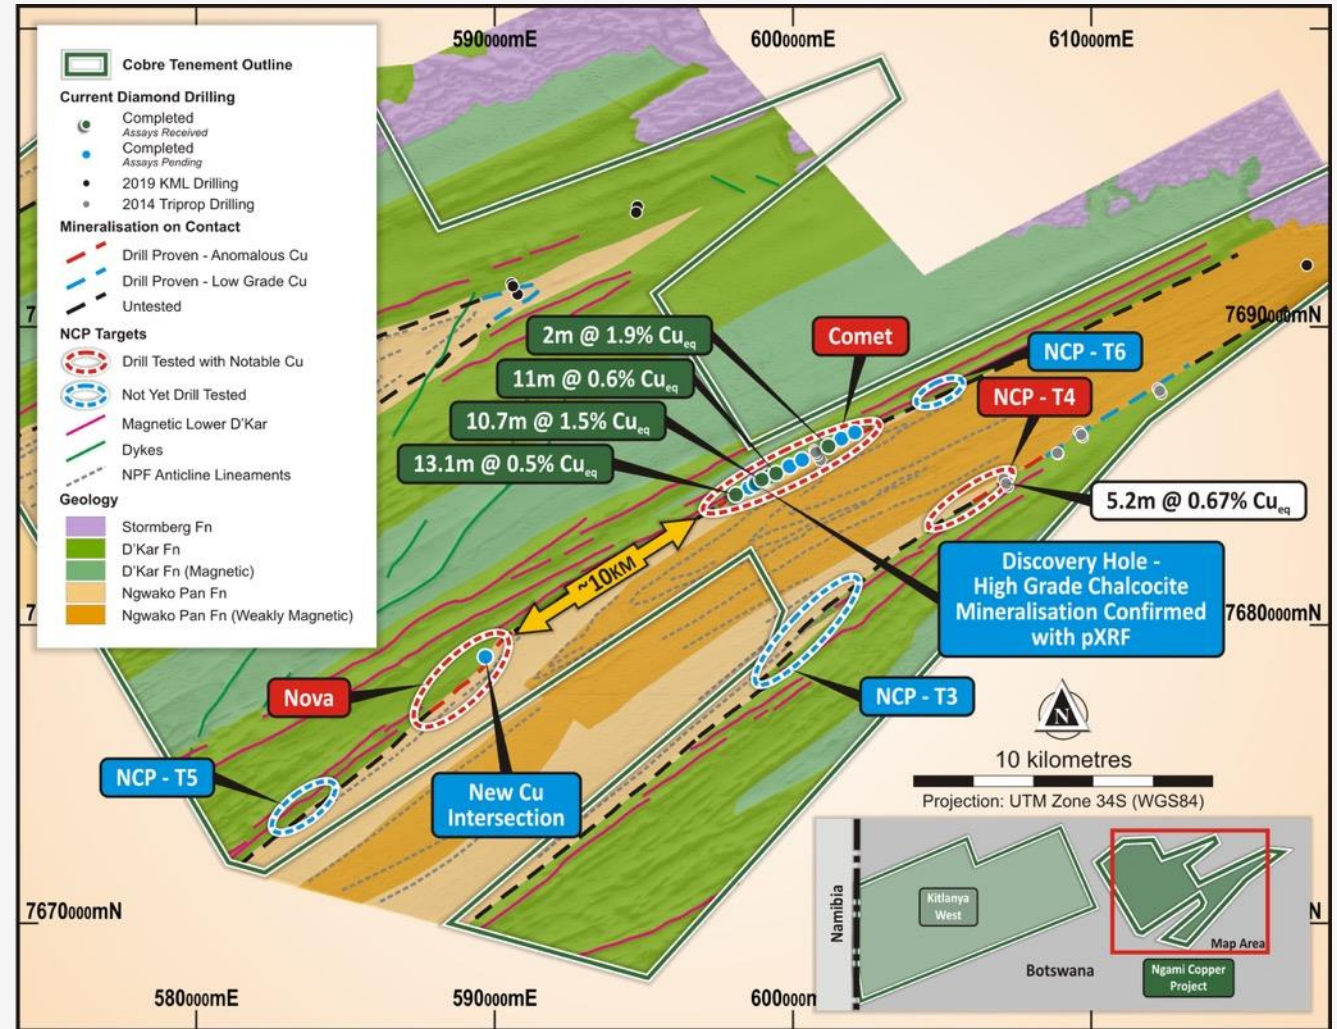 590000mE
600000mE
610000mE
Cobre Tenement Outline
Current Diamond Drilling
Completed
Assays Received
Completed
Assays Pending
2019 KML Drilling
2014 Triprop Drilling
Mineralisation on Contact
Drill Proven - Anomalous Cu
Drill Proven - Low Grade Cu
Untested
NCP Targets
Drill Tested with Notable Cu
Not Yet Drill Tested
Magnetic Lower D'Kar
Dykes
NPF Anticline Lineaments
Geology
Stormberg Fn
D'Kar Fn
D'Kar Fn (Magnetic)
Ngwako Pan Fn
Ngwako Pan Fn (Weakly Magnetic)
7
7690000mN
2m @ 1.9% Cueq
Comet
NCP - T6
11m @ 0.6% Cueq
NCP - T4
10.7m @ 1.5% Cueq
13.1m @ 0.5% Cueq
5.2m @ 0.67% Cueq
Discovery Hole -
High Grade Chalcocite
Mineralisation Confirmed
with pXRF
~10KM
7
7680000mN
Nova
NCP - T3
N
NCP - T5
New Cu
Intersection
10 kilometres
Projection: UTM Zone 34S (WGS84)
7670000mN
N
Namibia
Kitlanya
West
Map Area
Botswana
Ngami Copper
Project
580000mE
590000mE
600000m